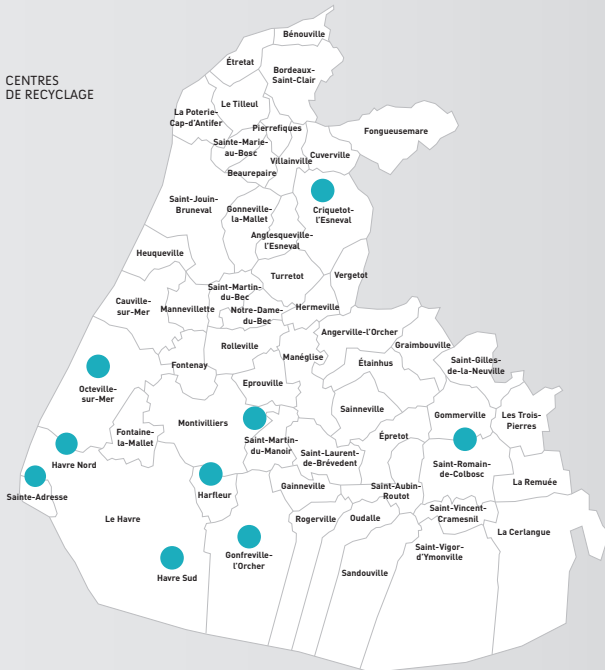 Bénouville
Étretat
CENTRES
DE RECYCLAGE
Bordeaux-
Saint-Clair
Le Tilleul
La Poterie-
Cap-d'Antifer
Pierrefiques
Fongueusemare
Sainte-Marie-
au-Bosc
Cuverville
Villainville
Beaurepaire
Saint-Jouin-
Bruneval
Gonneville-
la-Mallet
Criquetot-
l'Esneval
Anglesqueville-
l'Esneval
Heuqueville
Turretot
Vergetot
Saint-Martin-
du-Bec
Cauville-
sur-Mer
Mannevillette
Hermeville
Notre-Dame-
du-Bec
Angerville-l'Orcher
Graimbouville
Rolleville
Manéglise
Saint-Gilles-
de-la-Neuville
Fontenay
Étainhus
Eprouville
Octeville-
sur-Mer
Sainneville
Gommerville
Les Trois-
Pierres
Montivilliers
Fontaine-
la-Mallet
Épretot
Saint-Martin-
du-Manoir
Saint-Laurent-
de-Brévedent
Havre Nord
Saint-Romain-
de-Colbosc
La Remuée
Sainte-Adresse
Harfleur
Gainneville
Saint-Aubin-
Routot
Saint-Vincent-
Cramesnil
Le Havre
Rogerville
Oudalle
La Cerlangue
Saint-Vigor-
d'Ymonville
Gonfreville-
l'Orcher
Sandouville
Havre Sud